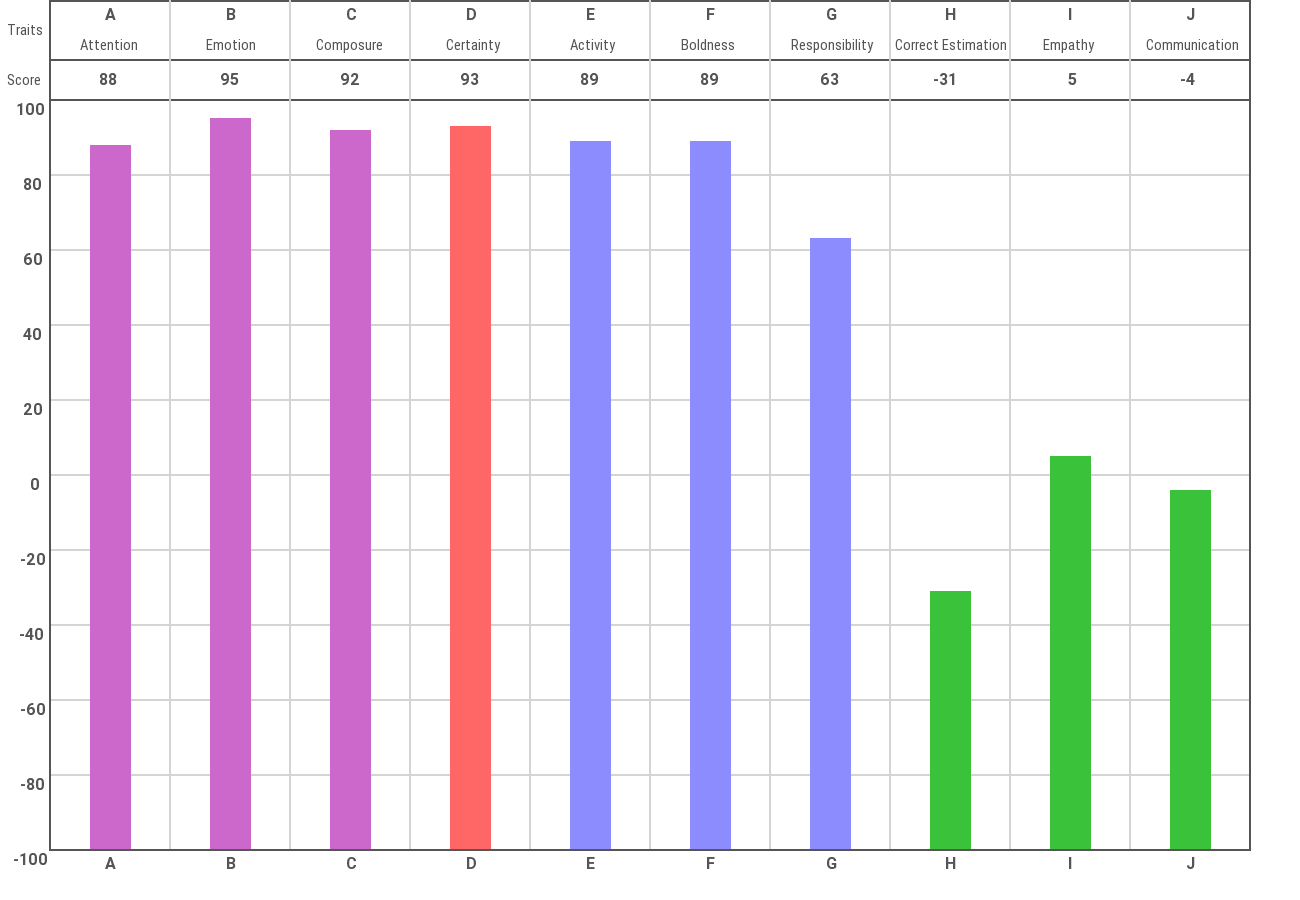 A B C D E F G H I J
Traits
Attention Emotion Composure Certainty Activity Boldness Responsibility Correct Estimation Empathy Communication
Score 88 95 92 93 89 89 63 -31 5 -4
100
80
60
40
20
0
-20
-40
-60
-80
-100
A B C D E F G H I J